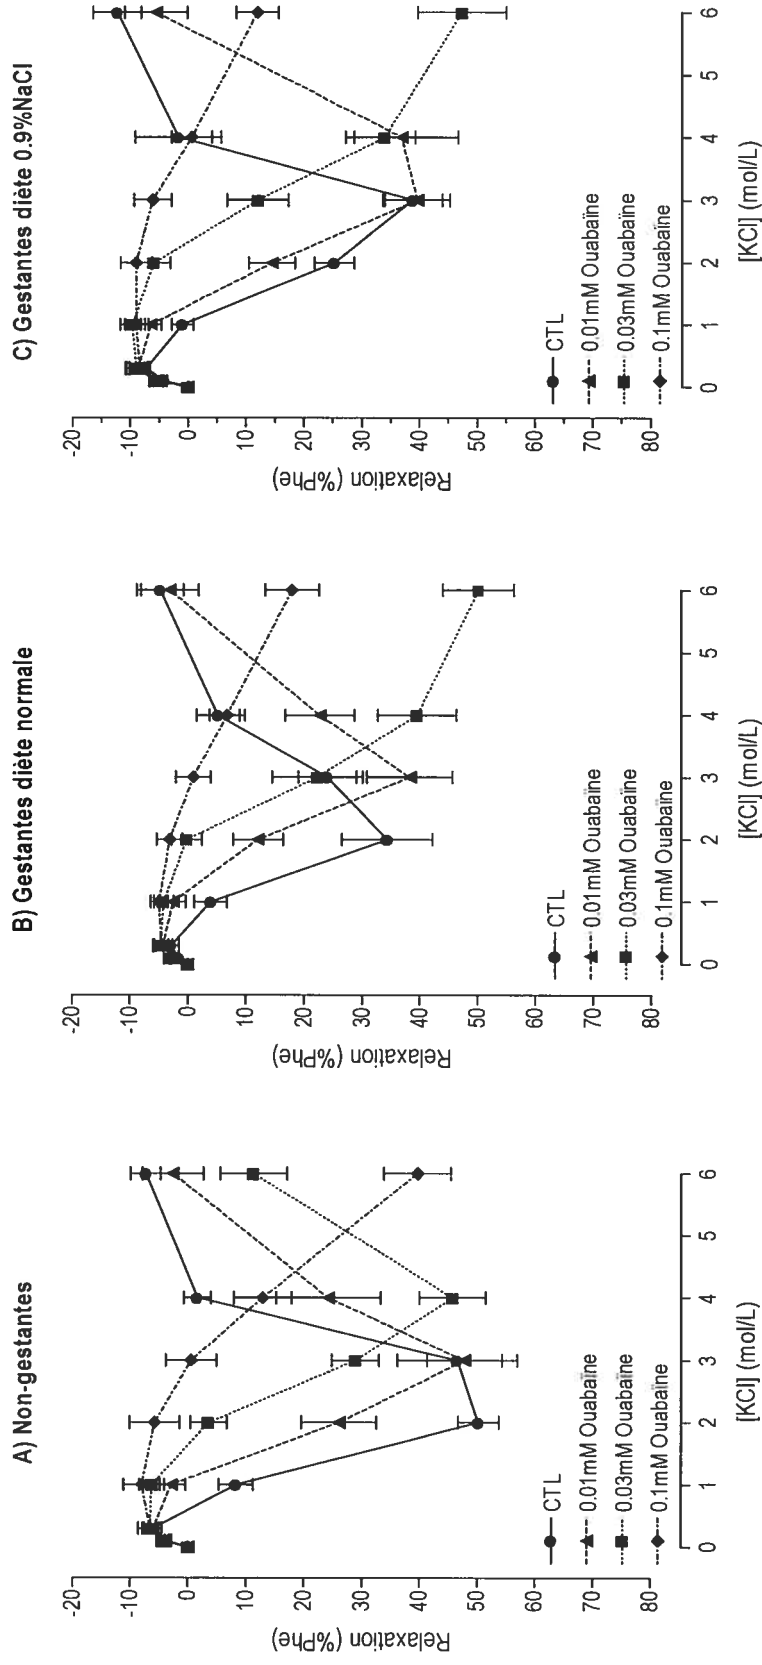 A) Non-gestantes
-20
-10
0
10
20
30
40
50
60
70
80
Relaxation (%Phe)
CTL
0.01mM Ouabaïne
0.03mM Ouabaïne
0.1mM Ouabaïne
0 1 2 3 4 5 6
[KCl] (mol/L)
B) Gestantes diète normale
-20
-10
0
10
20
30
40
50
60
70
80
Relaxation (%Phe)
CTL
0.01mM Ouabaïne
0.03mM Ouabaïne
0.1mM Ouabaïne
0 1 2 3 4 5 6
[KCl] (mol/L)
C) Gestantes diète 0.9%NaCl
-20
-10
0
10
20
30
40
50
60
70
80
Relaxation (%Phe)
CTL
0.01mM Ouabaïne
0.03mM Ouabaïne
0.1mM Ouabaïne
0 1 2 3 4 5 6
[KCl] (mol/L)